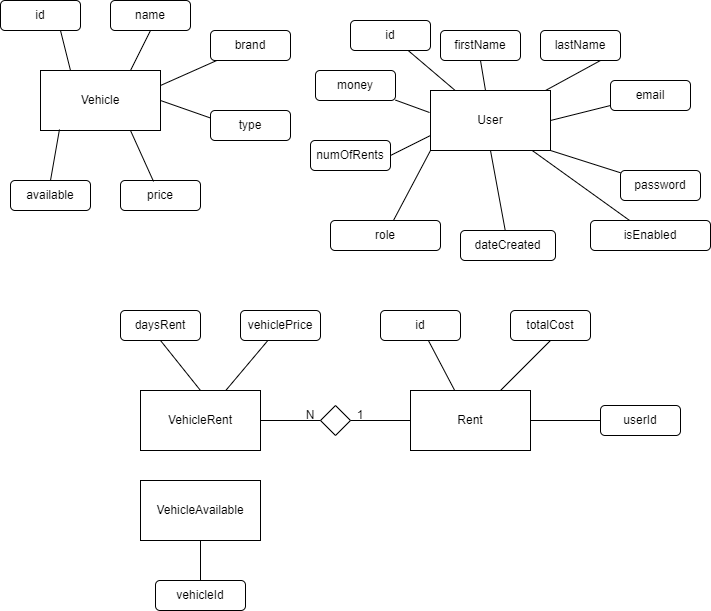 id
name
brand
Vehicle
type
available
price
id
firstName
lastName
money
email
User
numOfRents
password
role
dateCreated
isEnabled
daysRent
vehiclePrice
id
totalCost
VehicleRent
N
1
Rent
userId
VehicleAvailable
vehicleId